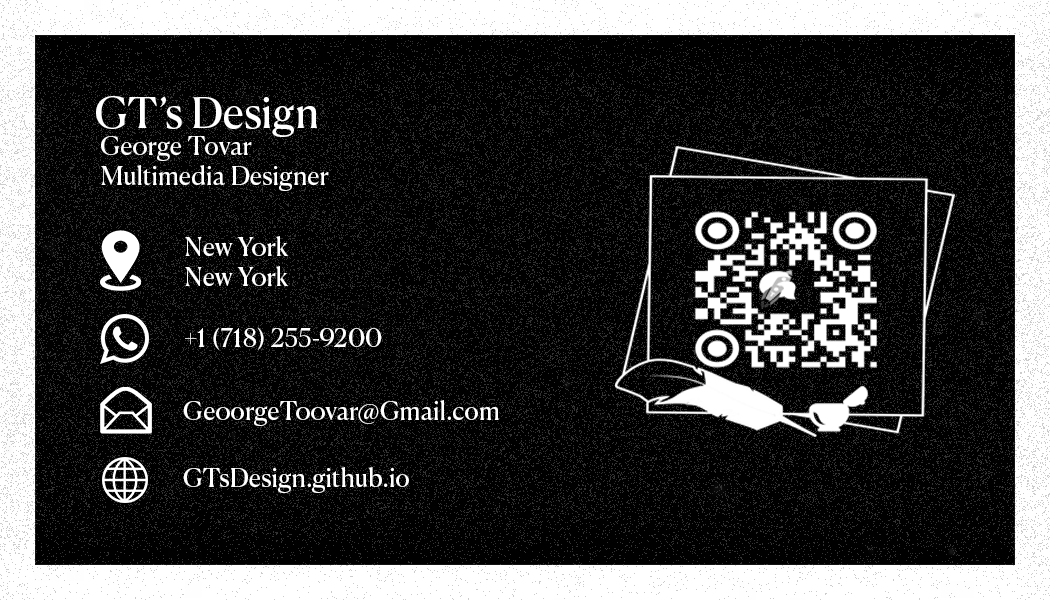 GT’s Design
George Tovar
Multimedia Designer
New York
New York
+1 (718) 255-9200
GeoorgeToovar@Gmail.com
GTsDesign.github.io